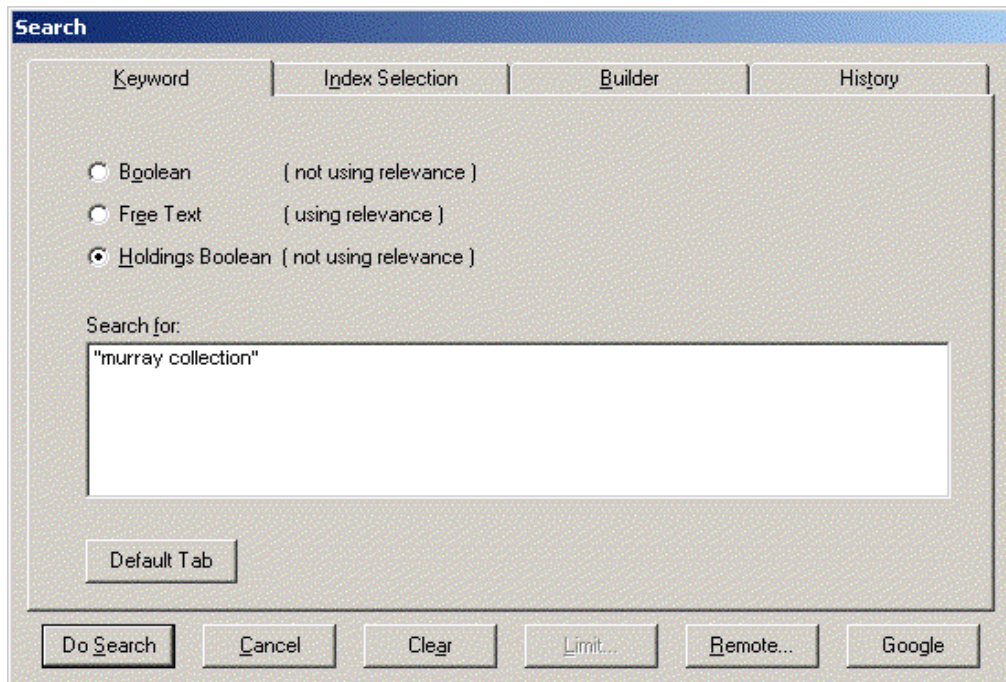 Search
Keyword Index Selection Builder History
Boolean ( not using relevance )
Free Text ( using relevance )
Holdings Boolean ( not using relevance )
Search for:
"murray collection"
Default Tab
Do Search Cancel Clear Limit... Remote... Google